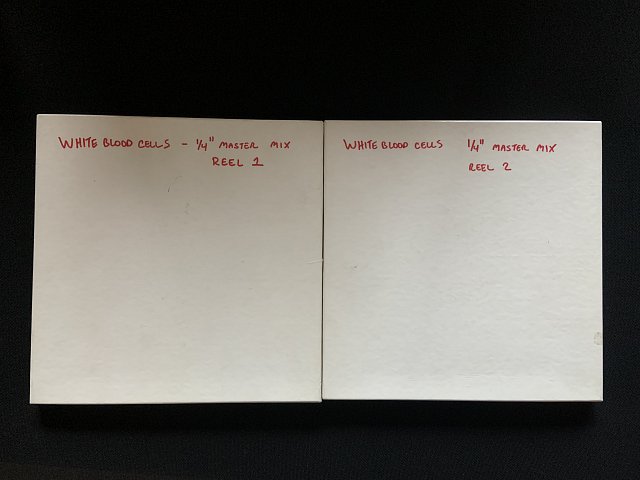 WHITE BLOOD CELLS - 1/4" MASTER MIX
REEL 1
WHITE BLOOD CELLS 1/4" MASTER MIX
REEL 2